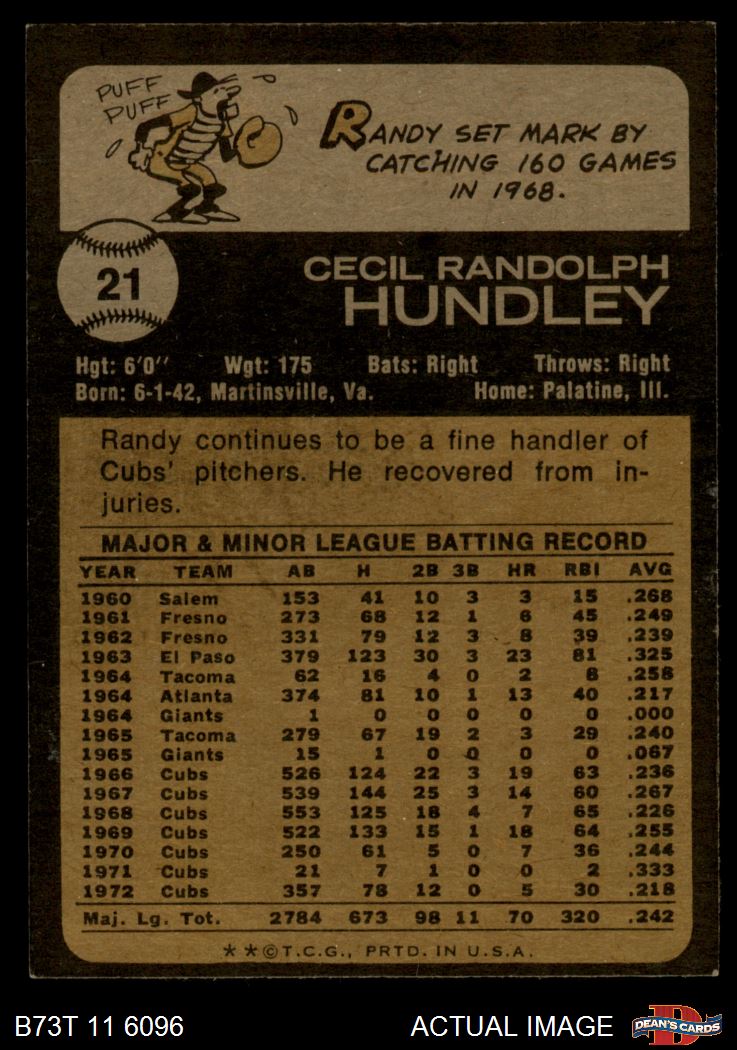 PUFF
PUFF
RANDY SET MARK BY
CATCHING 160 GAMES
IN 1968.
21
CECIL RANDOLPH
HUNDLEY
Hgt: 6'0" Wgt: 175 Bats: Right Throws: Right
Born: 6-1-42, Martinsville, Va. Home: Palatine, Ill.
Randy continues to be a fine handler of
Cubs' pitchers. He recovered from in-
juries.
MAJOR & MINOR LEAGUE BATTING RECORD
YEAR TEAM AB H 2B 3B HR RBI AVG
1960 Salem 153 41 10 3 3 15 .268
1961 Fresno 273 68 12 1 6 45 .249
1962 Fresno 331 79 12 3 8 39 .239
1963 El Paso 379 123 30 3 23 81 .325
1964 Tacoma 62 16 4 0 2 8 .258
1964 Atlanta 374 81 10 1 13 40 .217
1964 Giants 1 0 0 0 0 0 .000
1965 Tacoma 279 67 19 2 3 29 .240
1965 Giants 15 1 0 0 0 0 .067
1966 Cubs 526 124 22 3 19 63 .236
1967 Cubs 539 144 25 3 14 60 .267
1968 Cubs 553 125 18 4 7 65 .226
1969 Cubs 522 133 15 1 18 64 .255
1970 Cubs 250 61 5 0 7 36 .244
1971 Cubs 21 7 1 0 0 2 .333
1972 Cubs 357 78 12 0 5 30 .218
Maj. Lg. Tot. 2784 673 98 11 70 320 .242
**©T.C.G., PRTD. IN U.S.A.
B73T 11 6096 ACTUAL IMAGE DEAN'S CARDS